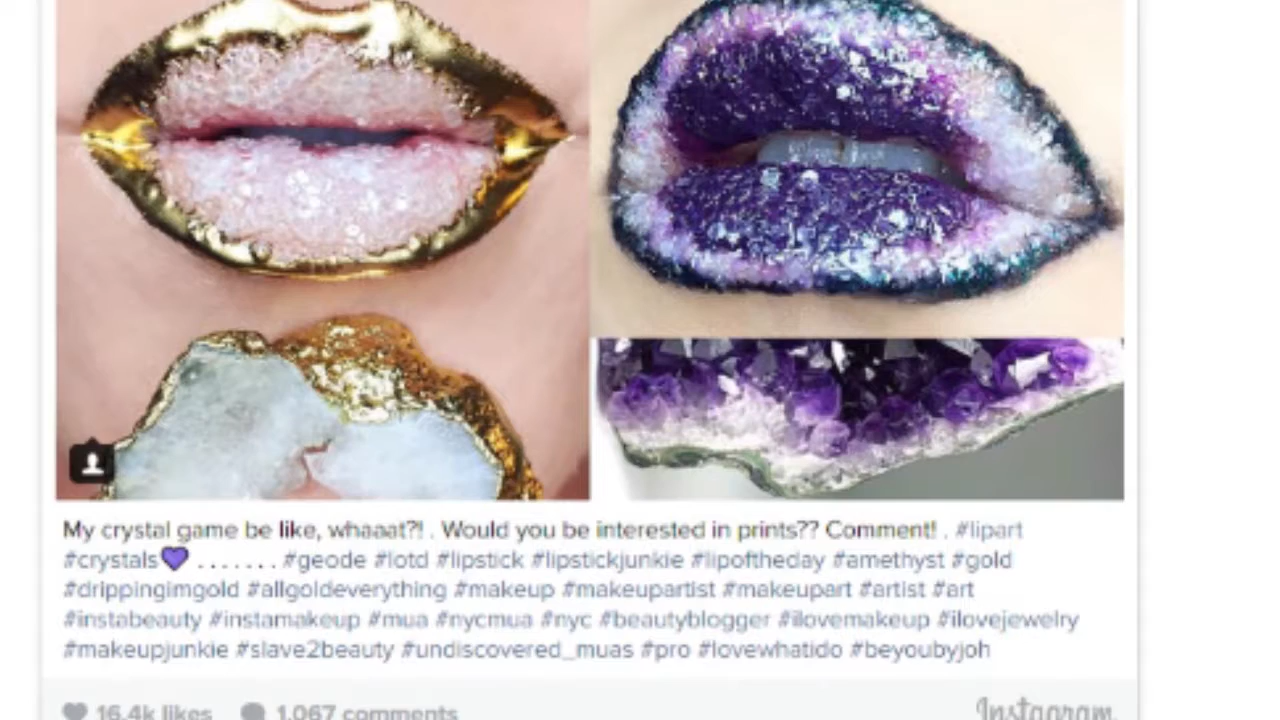 My crystal game be like, whaaat?! . Would you be interested in prints?? Comment! . #lipart
#crystals💜 . . . . . . . #geode #lotd #lipstick #lipstickjunkie #lipoftheday #amethyst #gold
#drippingimgold #allgoldeverything #makeup #makeupartist #makeupart #artist #art
#instabeauty #instamakeup #mua #nycmua #nyc #beautyblogger #ilovemakeup #ilovejewelry
#makeupjunkie #slave2beauty #undiscovered_muas #pro #lovewhatido #beyoubyjoh
16.4k likes 1,067 comments Instagram